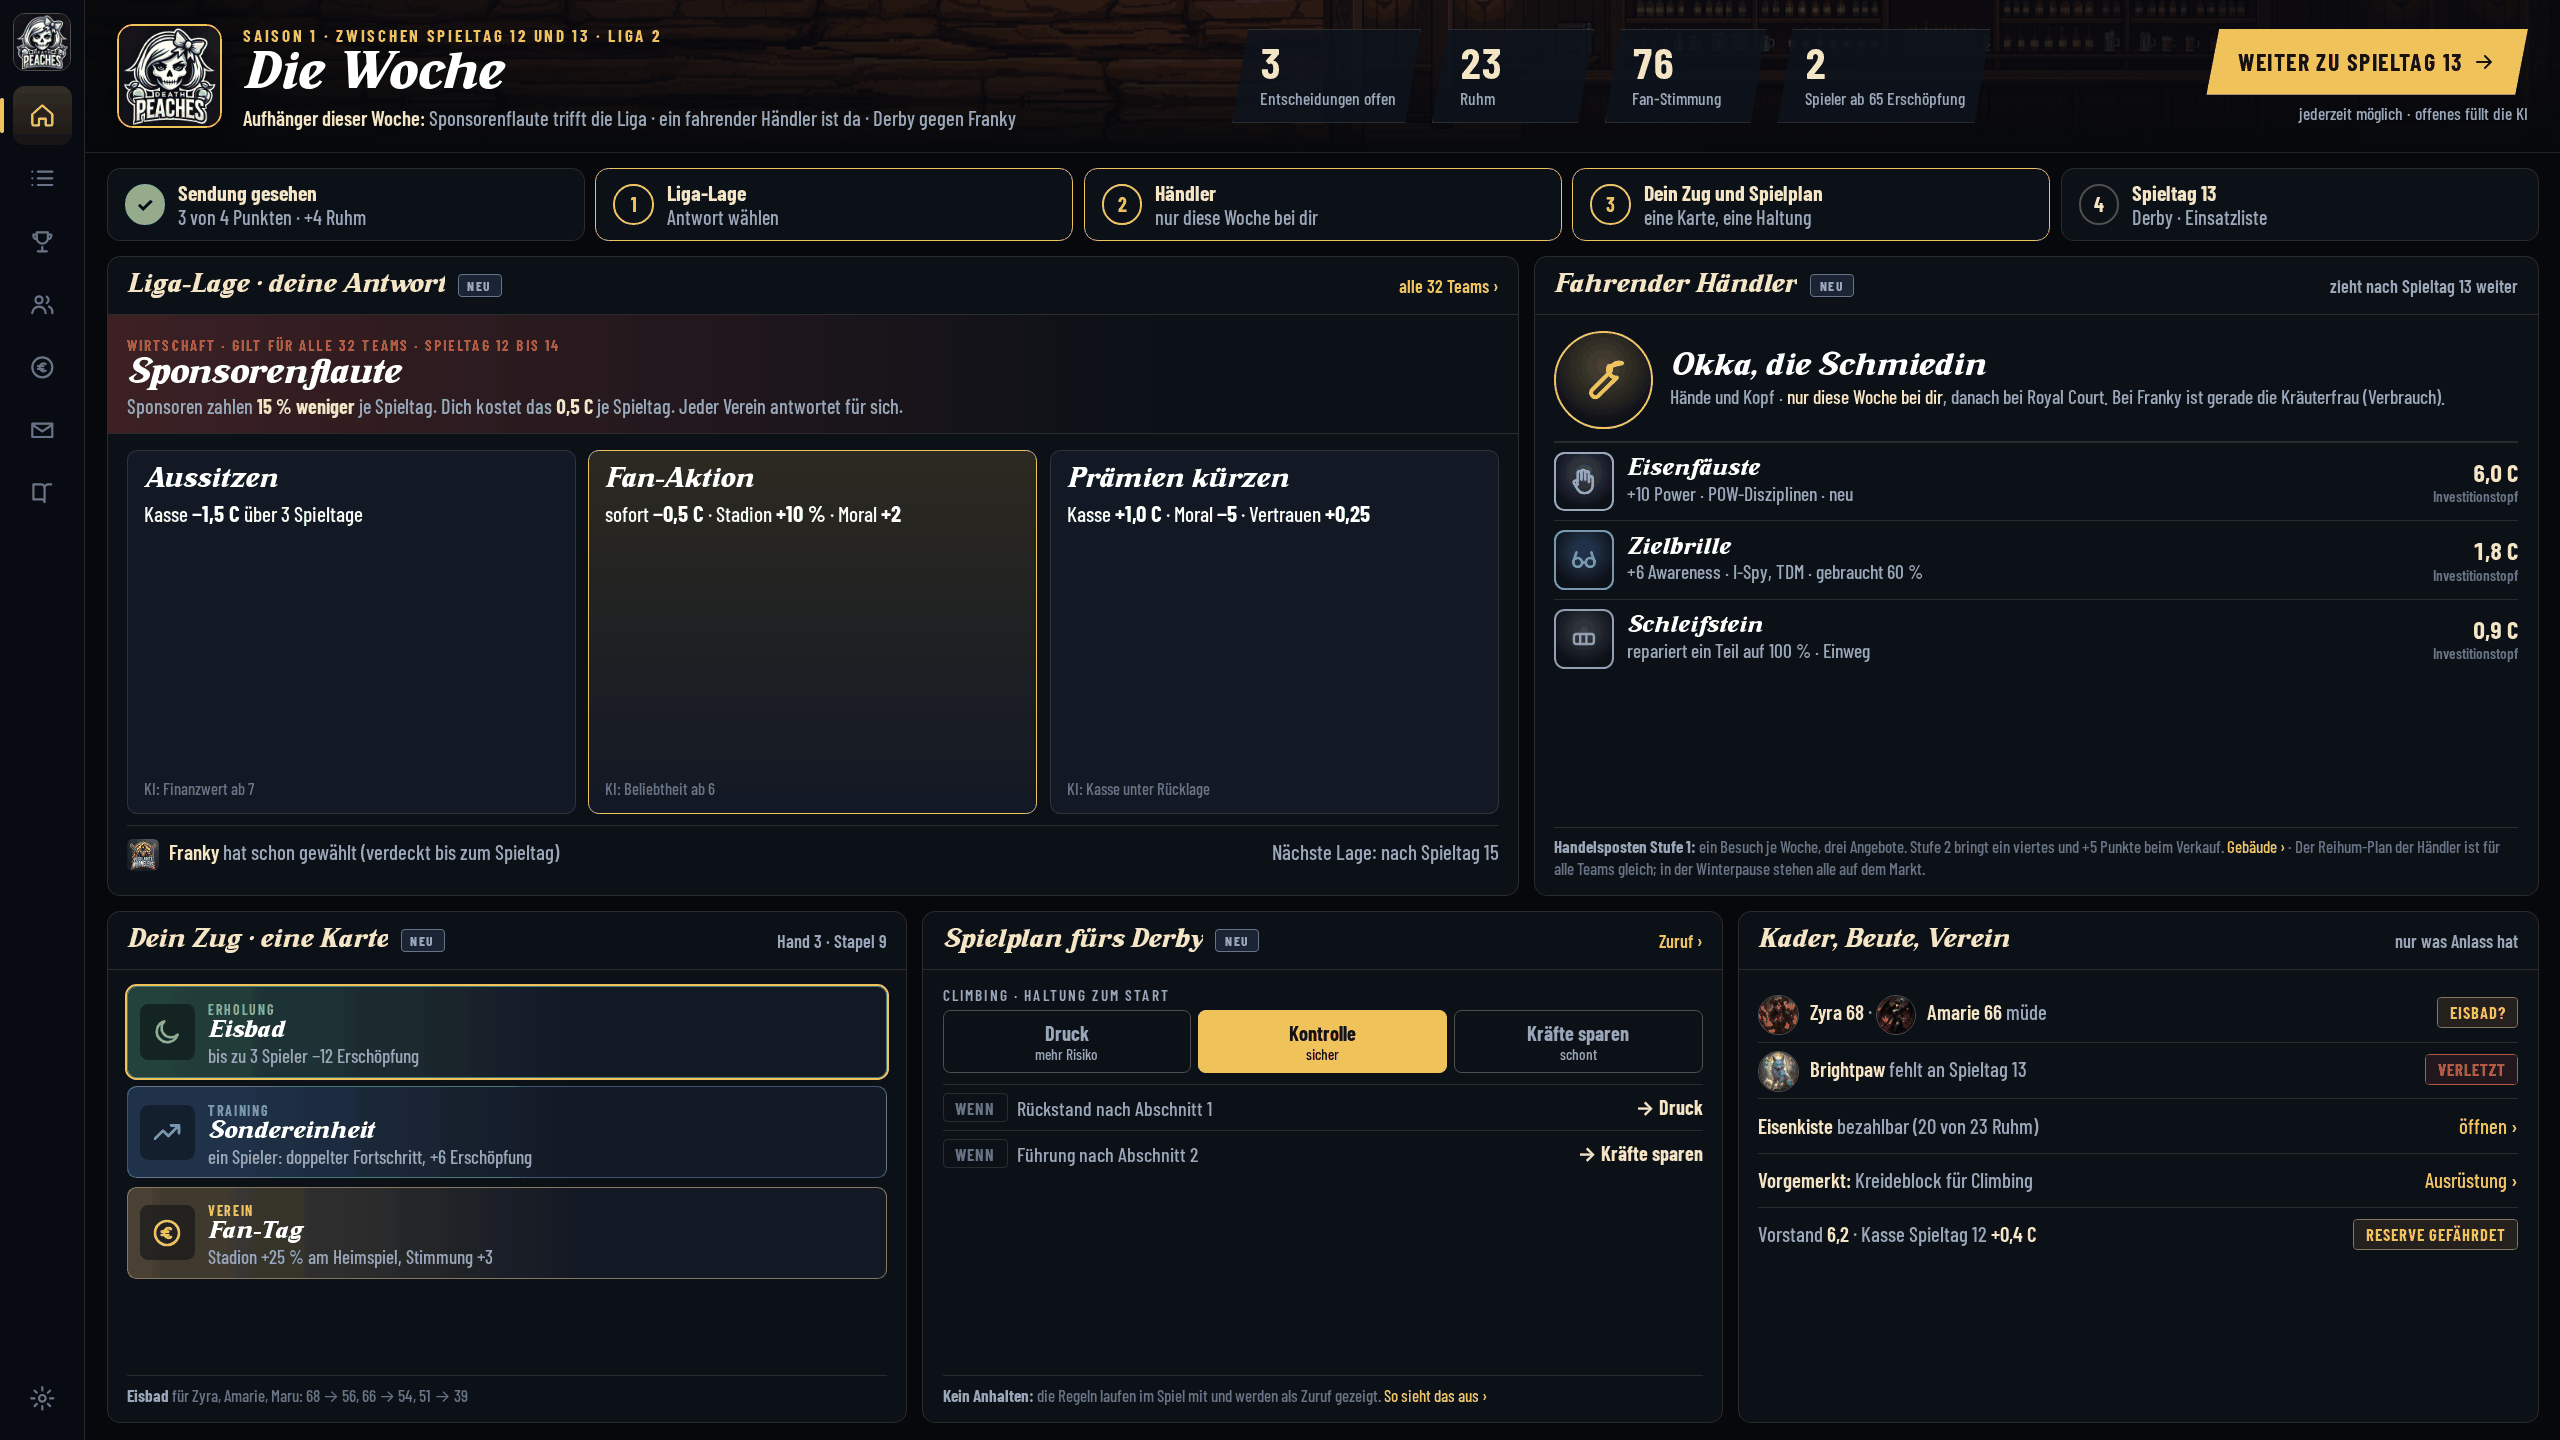 DEATH
PEACHES
DEATH
PEACHES
SAISON 1 · ZWISCHEN SPIELTAG 12 UND 13 · LIGA 2
Die Woche
Aufhänger dieser Woche: Sponsorenflaute trifft die Liga · ein fahrender Händler ist da · Derby gegen Franky
3
Entscheidungen offen
23
Ruhm
76
Fan-Stimmung
2
Spieler ab 65 Erschöpfung
WEITER ZU SPIELTAG 13 →
jederzeit möglich · offenes füllt die KI
Sendung gesehen
3 von 4 Punkten · +4 Ruhm
1
Liga-Lage
Antwort wählen
2
Händler
nur diese Woche bei dir
3
Dein Zug und Spielplan
eine Karte, eine Haltung
4
Spieltag 13
Derby · Einsatzliste
Liga-Lage · deine Antwort NEU
alle 32 Teams ›
WIRTSCHAFT · GILT FÜR ALLE 32 TEAMS · SPIELTAG 12 BIS 14
Sponsorenflaute
Sponsoren zahlen 15 % weniger je Spieltag. Dich kostet das 0,5 C je Spieltag. Jeder Verein antwortet für sich.
Aussitzen
Kasse −1,5 C über 3 Spieltage
KI: Finanzwert ab 7
Fan-Aktion
sofort −0,5 C · Stadion +10 % · Moral +2
KI: Beliebtheit ab 6
Prämien kürzen
Kasse +1,0 C · Moral −5 · Vertrauen +0,25
KI: Kasse unter Rücklage
Franky hat schon gewählt (verdeckt bis zum Spieltag)
Nächste Lage: nach Spieltag 15
Fahrender Händler NEU
zieht nach Spieltag 13 weiter
Okka, die Schmiedin
Hände und Kopf · nur diese Woche bei dir, danach bei Royal Court. Bei Franky ist gerade die Kräuterfrau (Verbrauch).
Eisenfäuste
+10 Power · POW-Disziplinen · neu
6,0 C
Investitionstopf
Zielbrille
+6 Awareness · I-Spy, TDM · gebraucht 60 %
1,8 C
Investitionstopf
Schleifstein
repariert ein Teil auf 100 % · Einweg
0,9 C
Investitionstopf
Handelsposten Stufe 1: ein Besuch je Woche, drei Angebote. Stufe 2 bringt ein viertes und +5 Punkte beim Verkauf. Gebäude › · Der Reihum-Plan der Händler ist für
alle Teams gleich; in der Winterpause stehen alle auf dem Markt.
Dein Zug · eine Karte NEU
Hand 3 · Stapel 9
ERHOLUNG
Eisbad
bis zu 3 Spieler −12 Erschöpfung
TRAINING
Sondereinheit
ein Spieler: doppelter Fortschritt, +6 Erschöpfung
VEREIN
Fan-Tag
Stadion +25 % am Heimspiel, Stimmung +3
Eisbad für Zyra, Amarie, Maru: 68 → 56, 66 → 54, 51 → 39
Spielplan fürs Derby NEU
Zuruf ›
CLIMBING · HALTUNG ZUM START
Druck
mehr Risiko
Kontrolle
sicher
Kräfte sparen
schont
WENN Rückstand nach Abschnitt 1 → Druck
WENN Führung nach Abschnitt 2 → Kräfte sparen
Kein Anhalten: die Regeln laufen im Spiel mit und werden als Zuruf gezeigt. So sieht das aus ›
Kader, Beute, Verein
nur was Anlass hat
Zyra 68 · Amarie 66 müde
EISBAD?
Brightpaw fehlt an Spieltag 13
VERLETZT
Eisenkiste bezahlbar (20 von 23 Ruhm)
öffnen ›
Vorgemerkt: Kreideblock für Climbing
Ausrüstung ›
Vorstand 6,2 · Kasse Spieltag 12 +0,4 C
RESERVE GEFÄHRDET